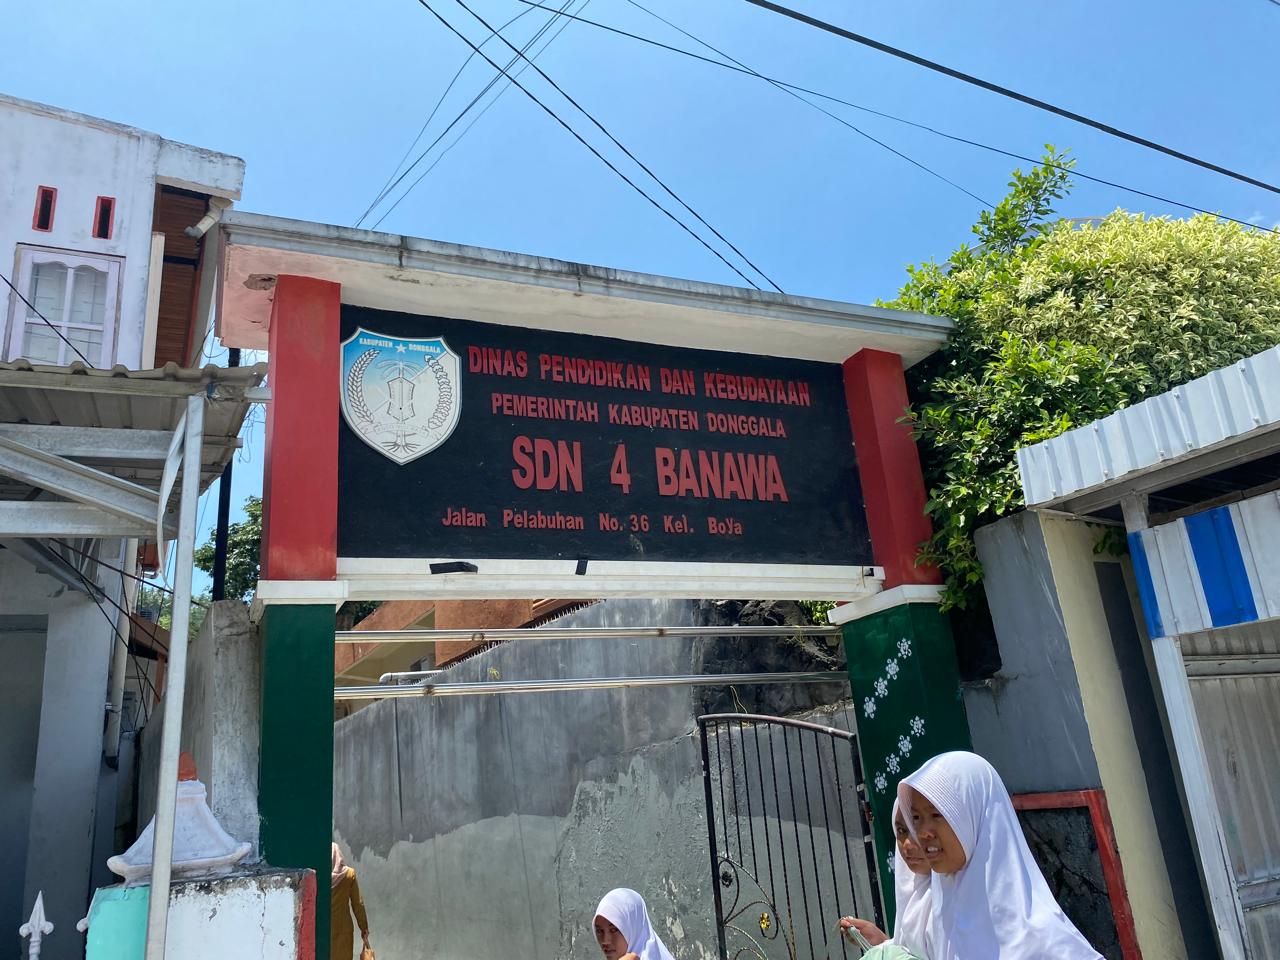 KABUPATEN DONGGALA
DINAS PENDIDIKAN DAN KEBUDAYAAN
PEMERINTAH KABUPATEN DONGGALA
SDN 4 BANAWA
Jalan Pelabuhan No. 36 Kel. BoYa